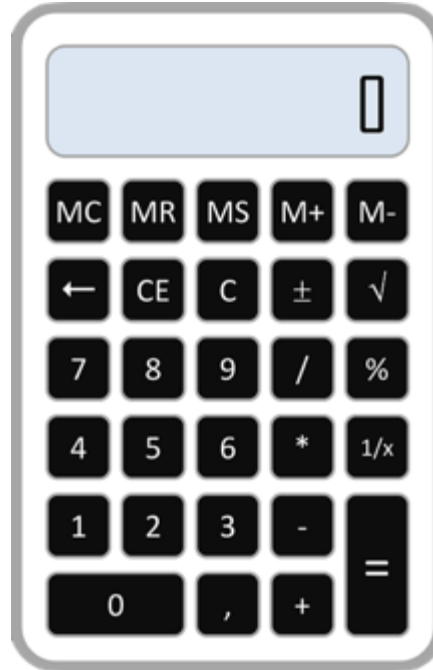 0
MC MR MS M+ M-
← CE C ± √
7 8 9 / %
4 5 6 * 1/x
1 2 3 -
=
0 , +